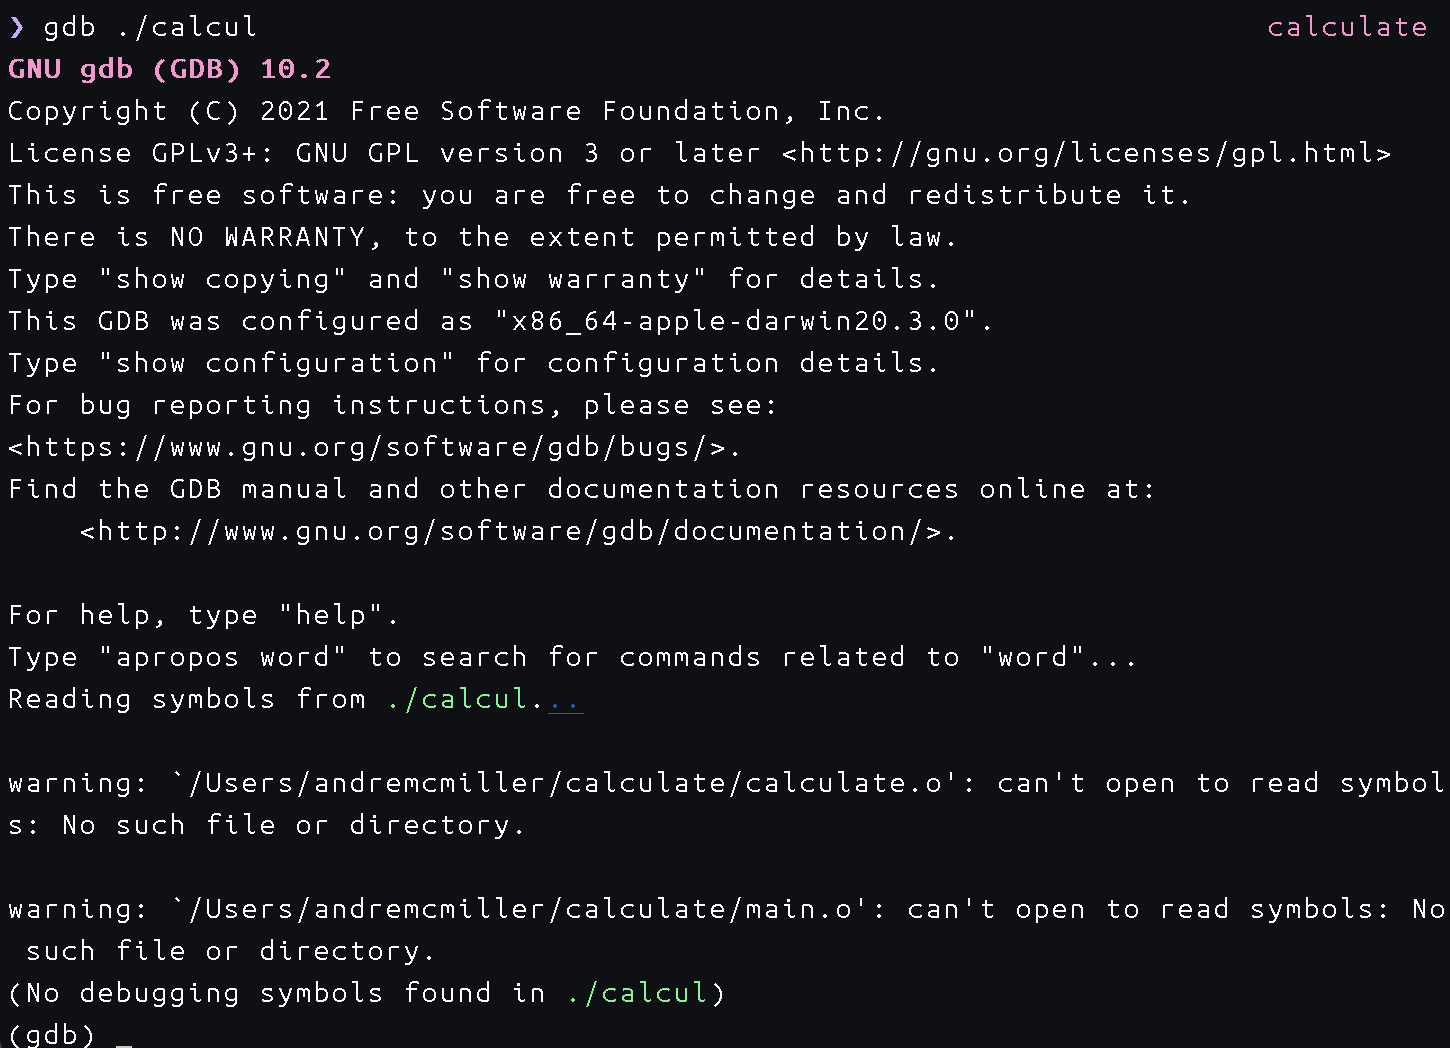 ❯ gdb ./calcul calculate
GNU gdb (GDB) 10.2
Copyright (C) 2021 Free Software Foundation, Inc.
License GPLv3+: GNU GPL version 3 or later <http://gnu.org/licenses/gpl.html>
This is free software: you are free to change and redistribute it.
There is NO WARRANTY, to the extent permitted by law.
Type "show copying" and "show warranty" for details.
This GDB was configured as "x86_64-apple-darwin20.3.0".
Type "show configuration" for configuration details.
For bug reporting instructions, please see:
<https://www.gnu.org/software/gdb/bugs/>.
Find the GDB manual and other documentation resources online at:
    <http://www.gnu.org/software/gdb/documentation/>.

For help, type "help".
Type "apropos word" to search for commands related to "word"...
Reading symbols from ./calcul...

warning: `/Users/andremcmiller/calculate/calculate.o': can't open to read symbol
s: No such file or directory.

warning: `/Users/andremcmiller/calculate/main.o': can't open to read symbols: No
 such file or directory.
(No debugging symbols found in ./calcul)
(gdb) _